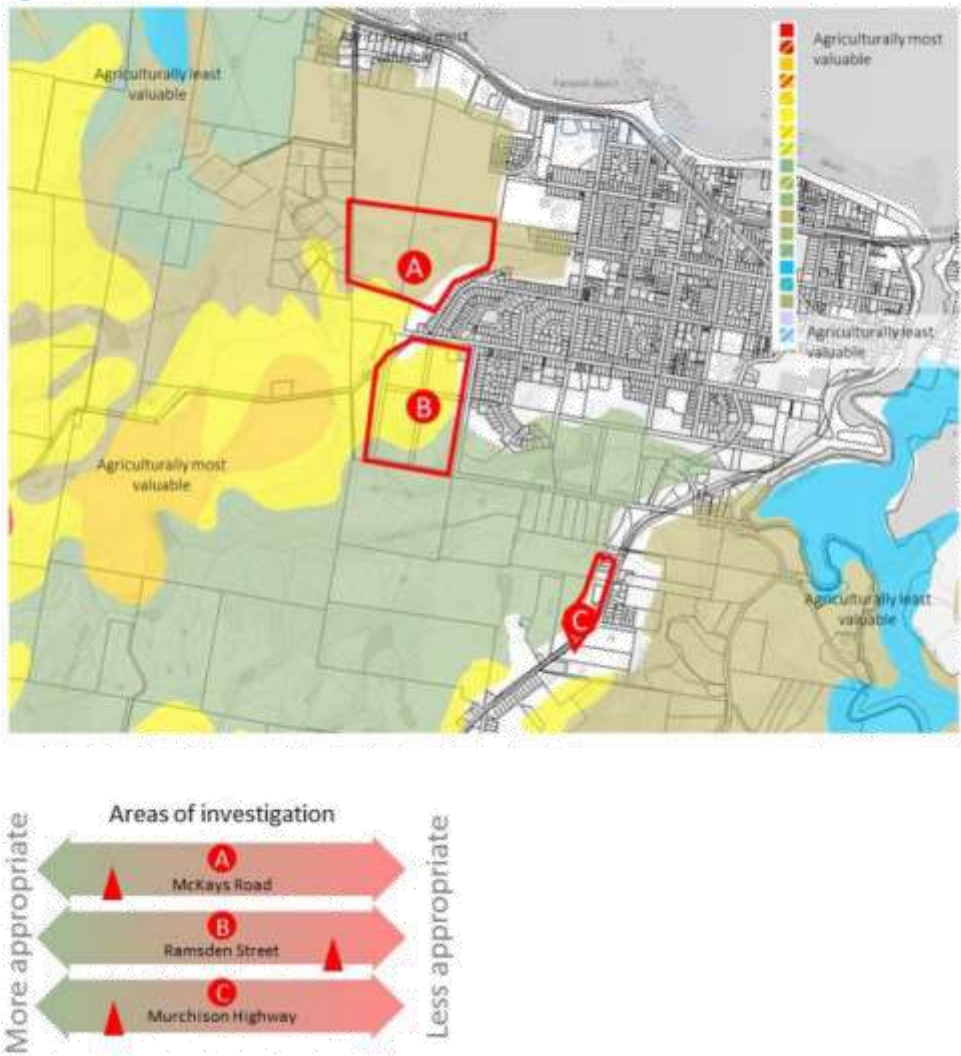 Agriculturally most
valuable
Agriculturally most
valuable
Agriculturally least
valuable
A
Agriculturally least
valuable
B
Agriculturally most
valuable
Agriculturally least
valuable
C
Areas of investigation
More appropriate
Less appropriate
A
McKays Road
B
Ramsden Street
C
Murchison Highway